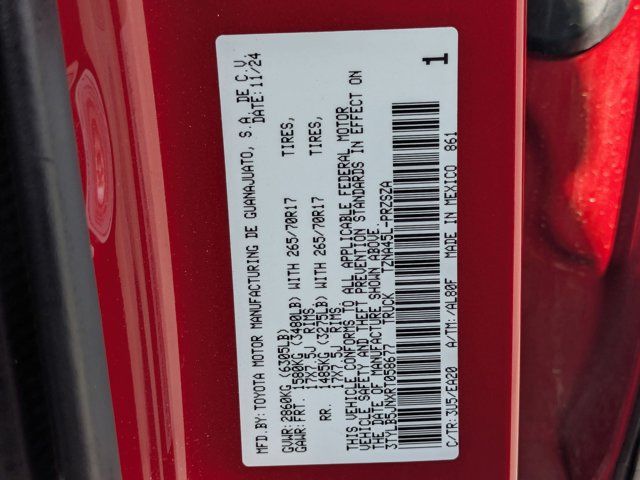 MFD.BY:TOYOTA MOTOR MANUFACTURING DE GUANAJUATO, S.A. DE C.V.
DATE:11/24
GVWR:2860KG (6305LB)
GAWR:FRT. 1580KG (3480LB) WITH 265/70R17 TIRES,
17X7.5J RIMS
RR. 1485KG (3275LB) WITH 265/70R17 TIRES,
17X7.5J RIMS
THIS VEHICLE CONFORMS TO ALL APPLICABLE FEDERAL MOTOR
VEHICLE SAFETY AND THEFT PREVENTION STANDARDS IN EFFECT ON
THE DATE OF MANUFACTURE SHOWN ABOVE.
3TYLB5JNXRT058677 TRUCK TZNA45L-PRZSZA
1
C/TR:3U5/EA20 A/TM:/AL80F MADE IN MEXICO 861